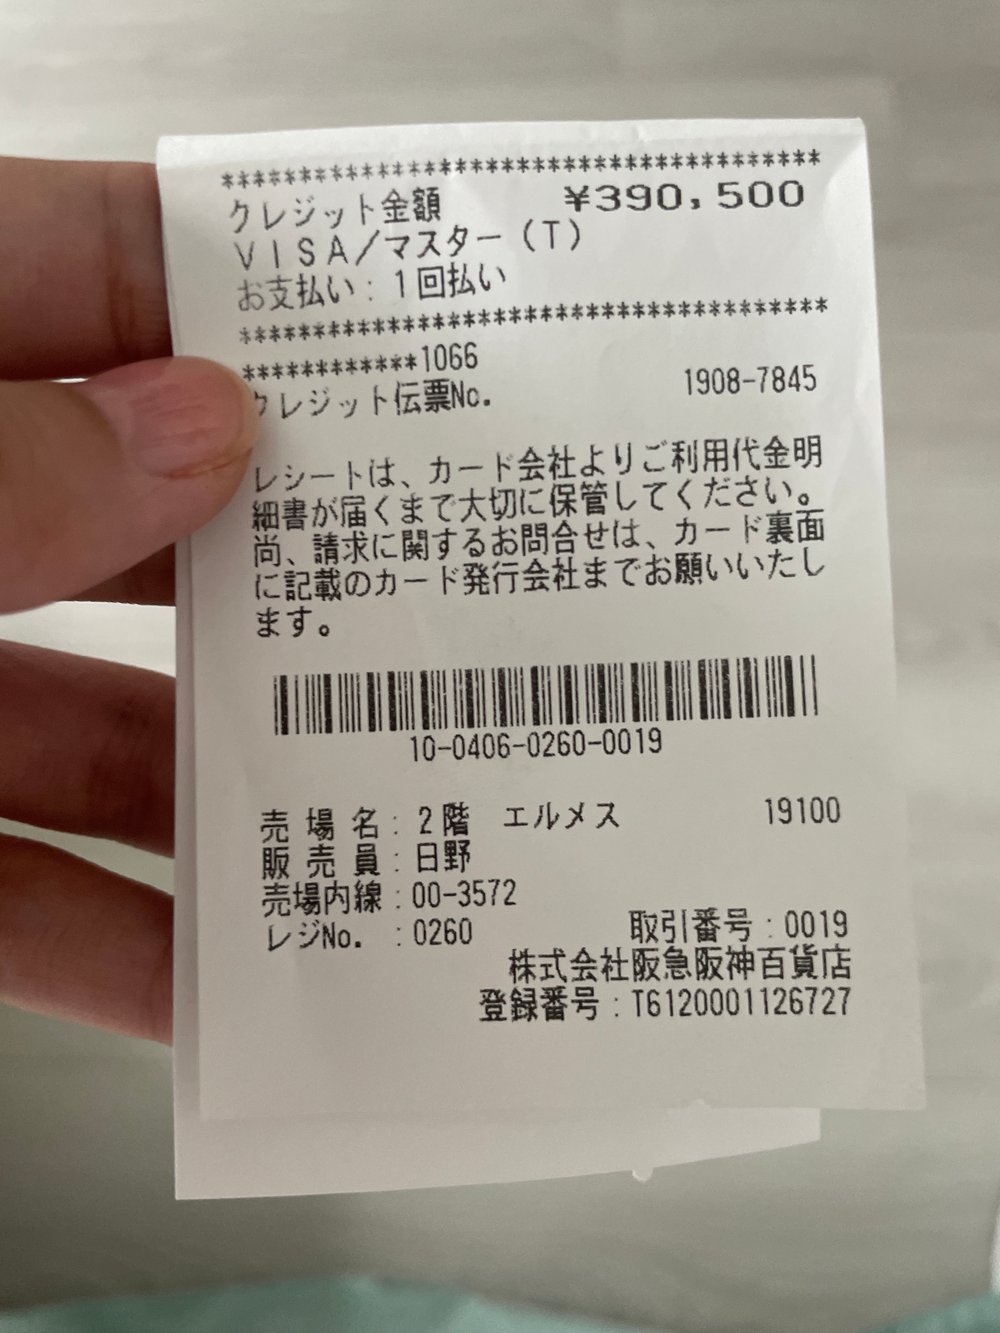 ***************************************
クレジット金額 ¥390,500
VISA/マスター(T)
お支払い:1回払い
***************************************
************1066
クレジット伝票No. 1908-7845
レシートは、カード会社よりご利用代金明
細書が届くまで大切に保管してください。
尚、請求に関するお問合せは、カード裏面
に記載のカード発行会社までお願いいたし
ます。
10-0406-0260-0019
売場名:2階 エルメス 19100
販売員:日野
売場内線:00-3572
レジNo. :0260 取引番号:0019
株式会社阪急阪神百貨店
登録番号:T6120001126727